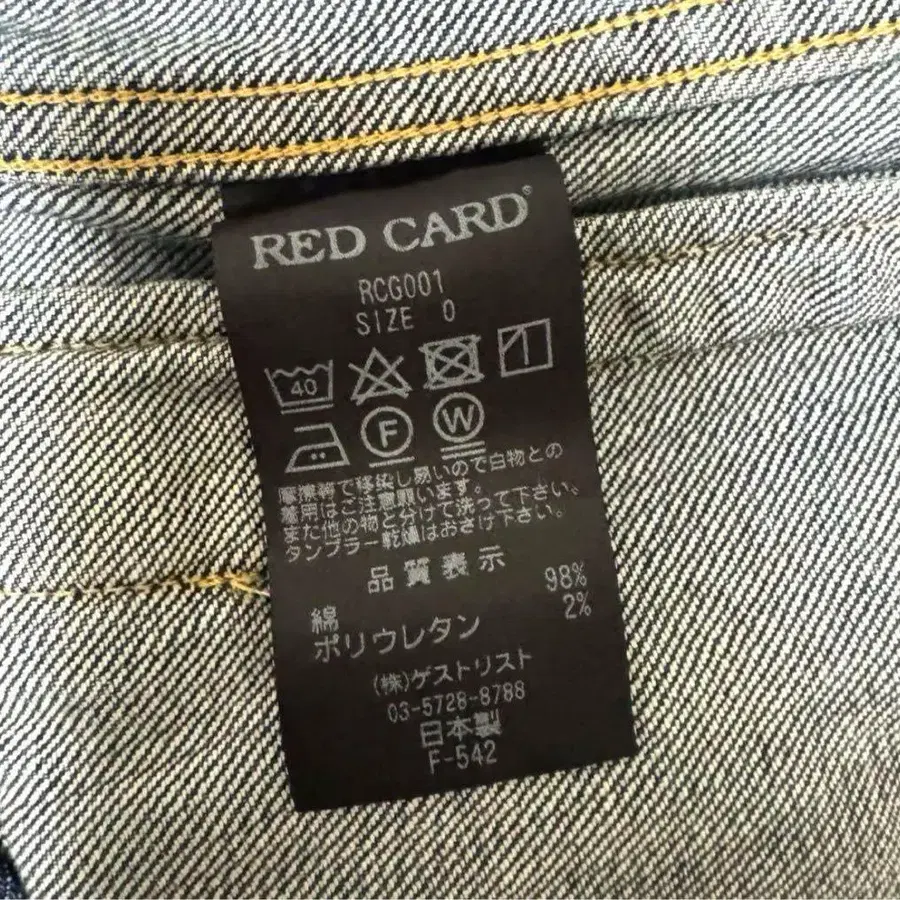 RED CARD®
RCG001
SIZE 0
40
F W
摩擦等で移染し易いので白物との
着用はご注意願います。
また他の物と分けて洗って下さい。
タンブラー乾燥はおさけ下さい。
品質表示
綿 98%
ポリウレタン 2%
(株)ゲストリスト
03-5728-8788
日本製
F-542